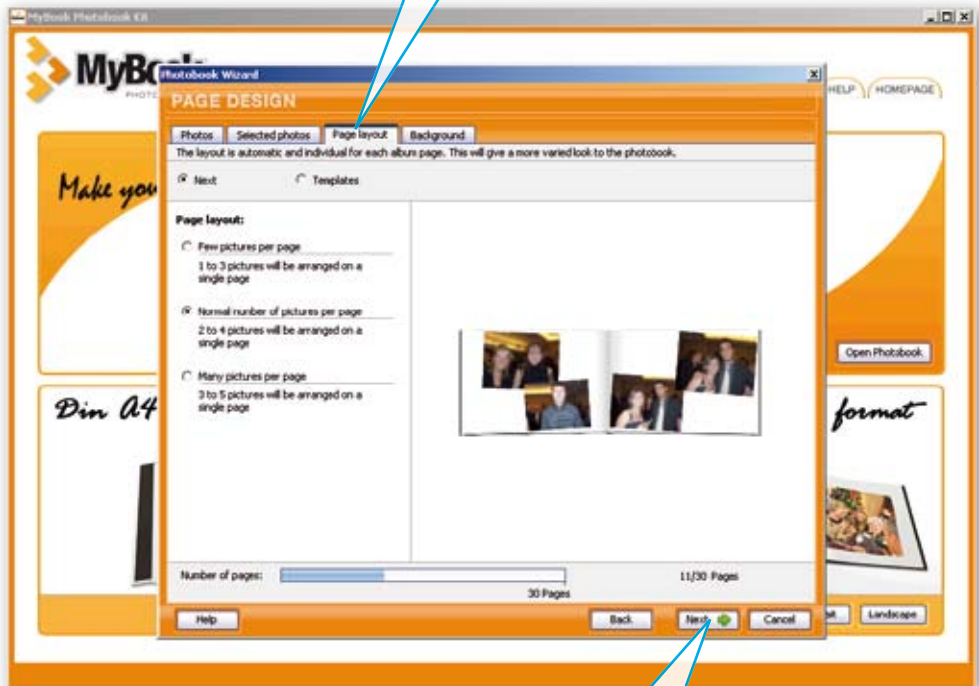 MyBook Photobook Kit
MyBo
PHOTO
HELP
HOMEPAGE
Photobook Wizard
PAGE DESIGN
Photos
Selected photos
Page layout
Background
The layout is automatic and individual for each album page. This will give a more varied look to the photobook.
Next
Templates
Page layout:
Few pictures per page
1 to 3 pictures will be arranged on a
single page
Normal number of pictures per page
2 to 4 pictures will be arranged on a
single page
Many pictures per page
3 to 5 pictures will be arranged on a
single page
Make you
Open Photobook
Din A4
format
Number of pages:
11/30 Pages
30 Pages
Help
Back
Next
Cancel
Landscape